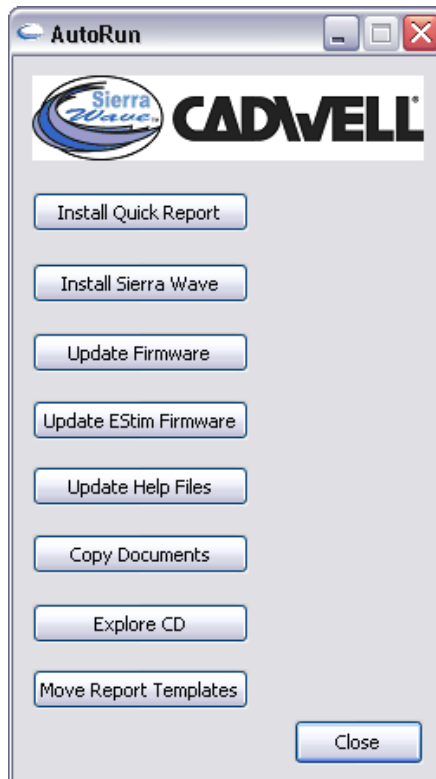 AutoRun
Sierra
Wave™
CADWELL®
Install Quick Report
Install Sierra Wave
Update Firmware
Update EStim Firmware
Update Help Files
Copy Documents
Explore CD
Move Report Templates
Close